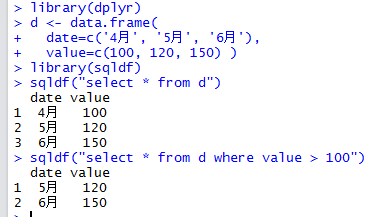 > library(dplyr)
> d <- data.frame(
+   date=c('4月', '5月', '6月'),
+   value=c(100, 120, 150) )
> library(sqldf)
> sqldf("select * from d")
  date value
1  4月   100
2  5月   120
3  6月   150
> sqldf("select * from d where value > 100")
  date value
1  5月   120
2  6月   150
> |